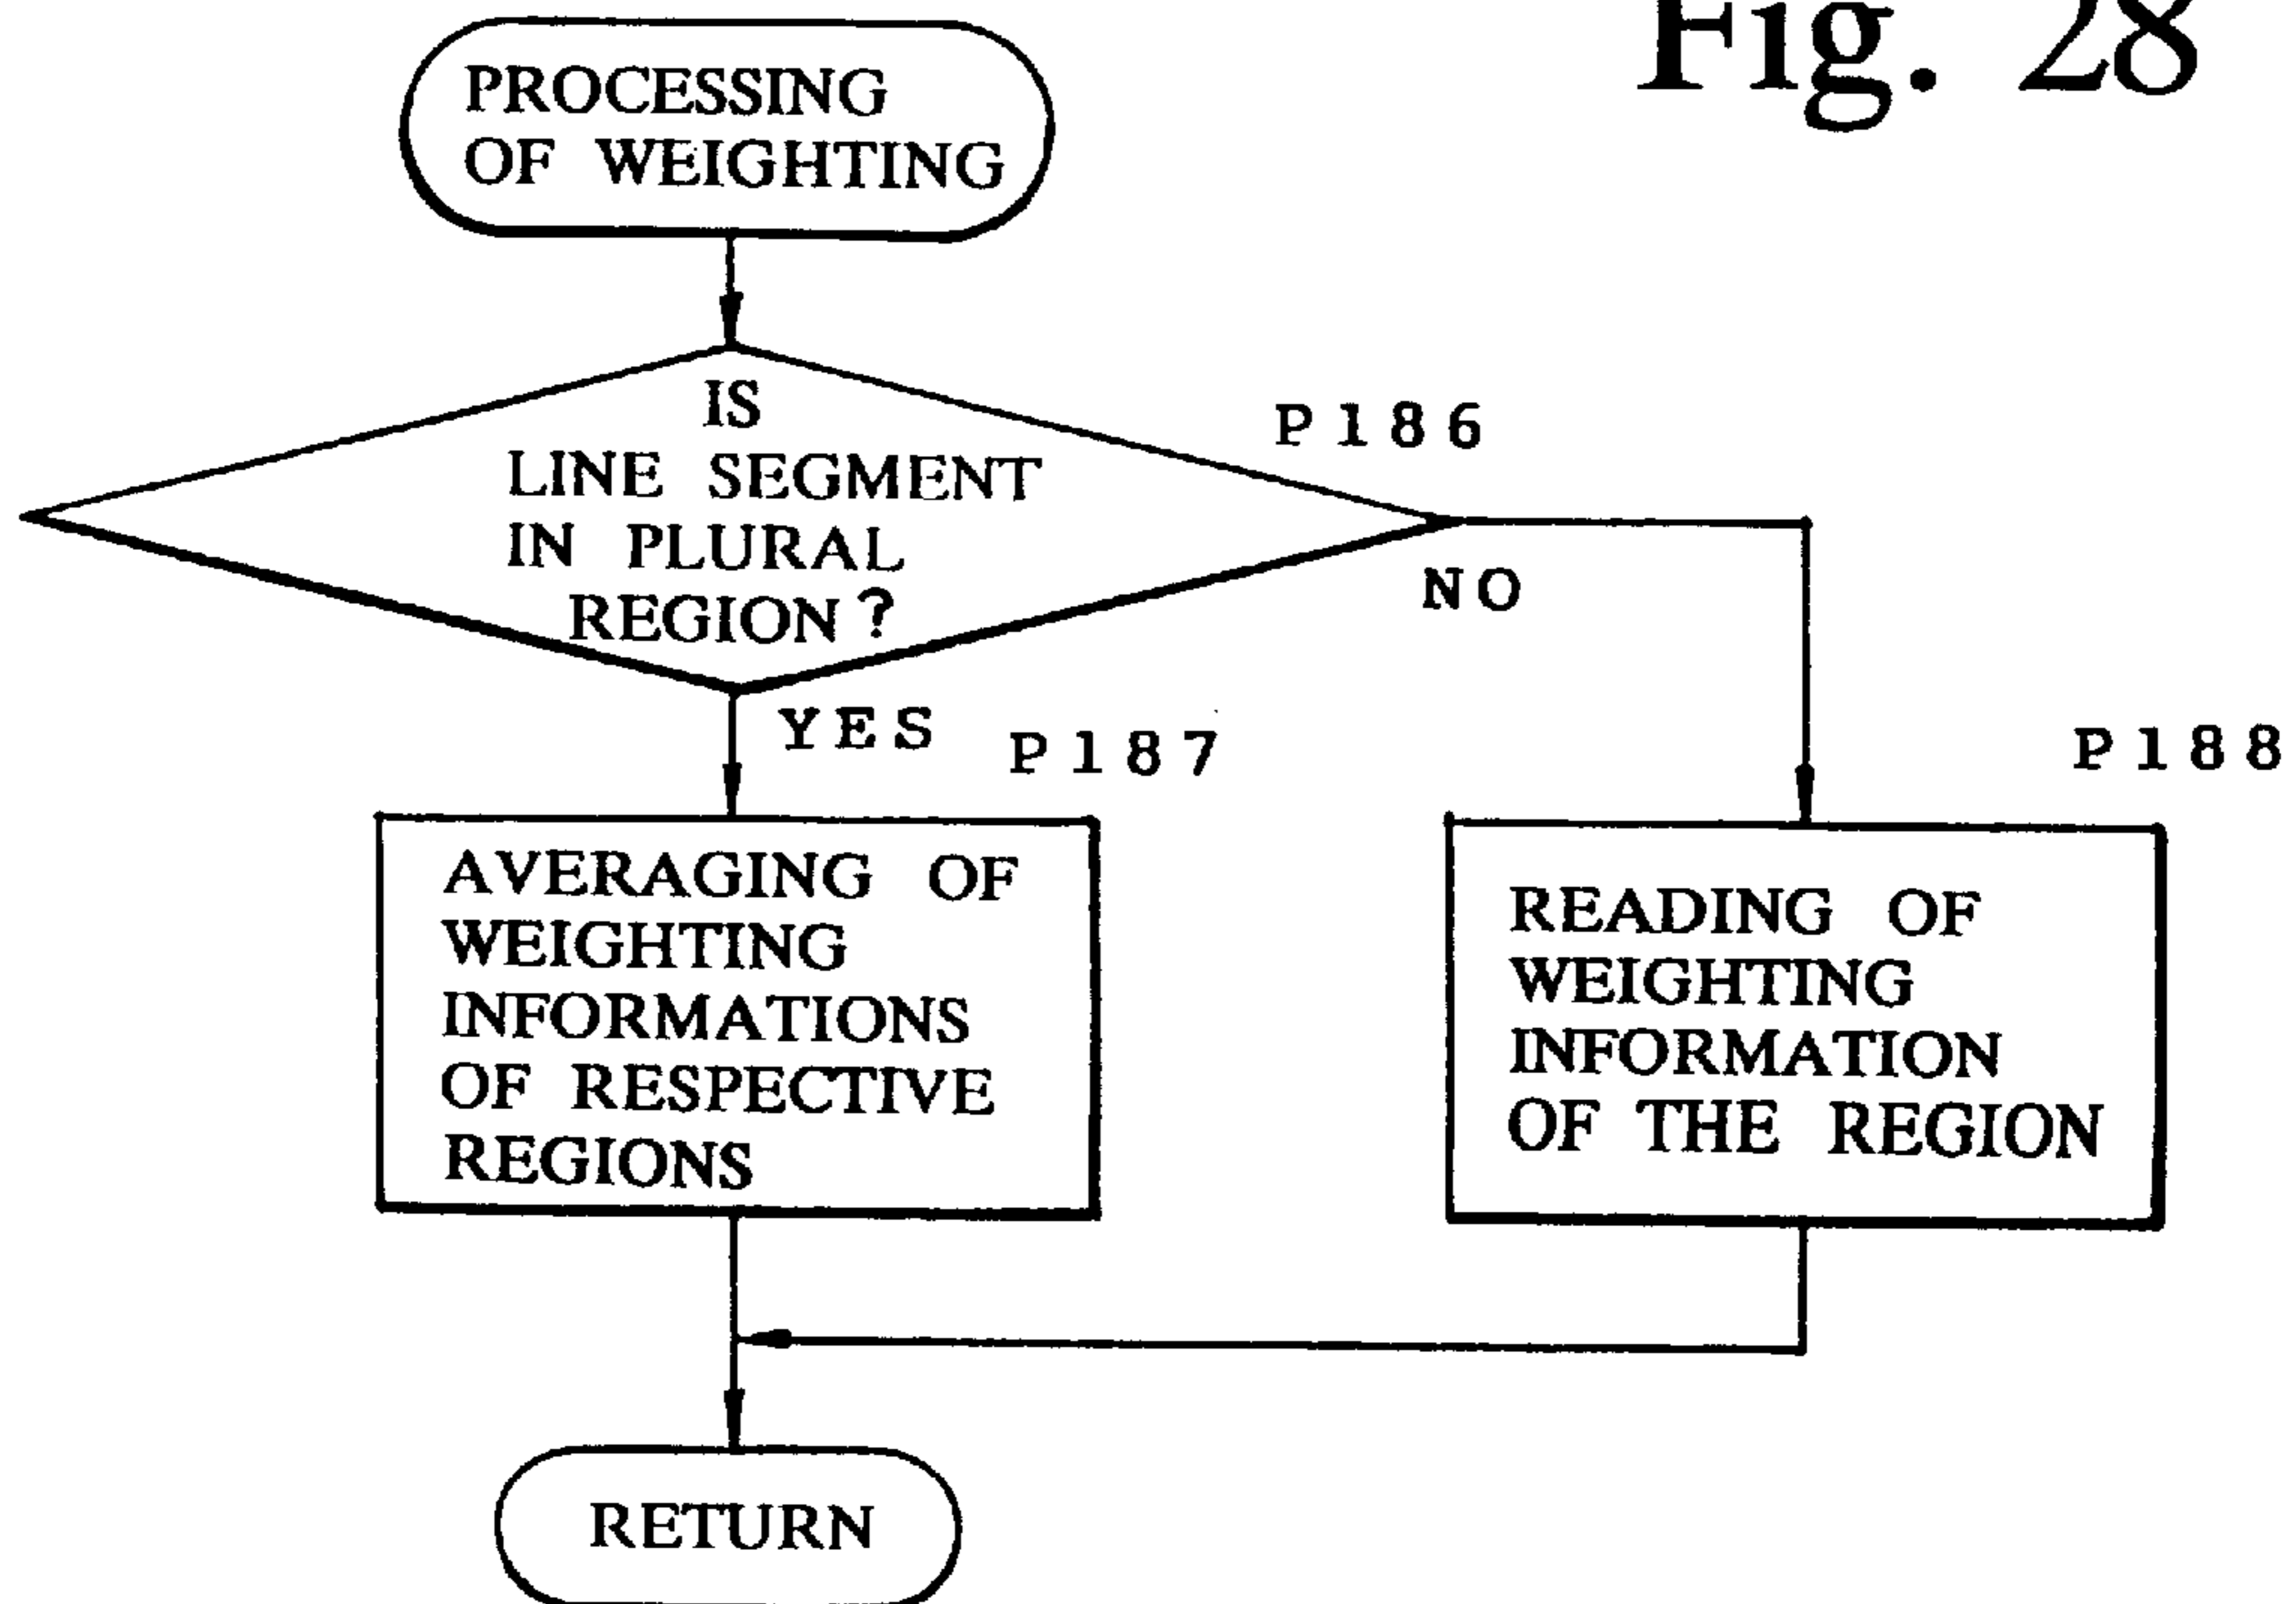 Fig. 28
PROCESSING
OF WEIGHTING
IS
LINE SEGMENT
IN PLURAL
REGION?
P186
NO
YES
P187
P188
AVERAGING OF
WEIGHTING
INFORMATIONS
OF RESPECTIVE
REGIONS
READING OF
WEIGHTING
INFORMATION
OF THE REGION
RETURN